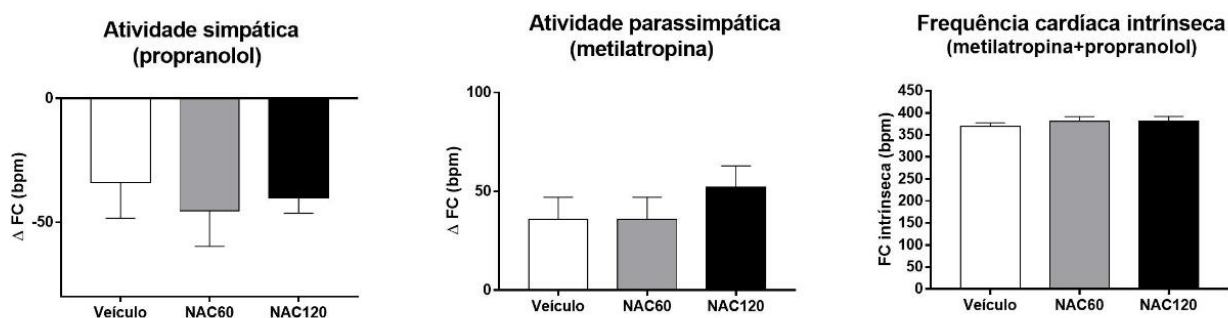 Atividade simpática
(propranolol)
0
-50
Δ FC (bpm)
Veículo NAC60 NAC120
Atividade parassimpática
(metilatropina)
100
50
0
Δ FC (bpm)
Veículo NAC60 NAC120
Frequência cardíaca intrínseca
(metilatropina+propranolol)
450
400
350
300
250
200
150
100
50
0
FC intrínseca (bpm)
Veículo NAC60 NAC120